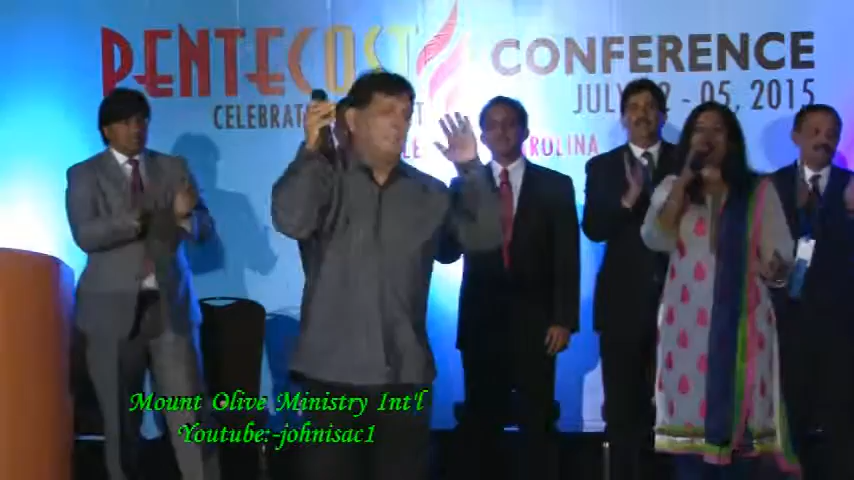 PENTECOST CONFERENCE
CELEBRAT
JULY - 05, 2015
ROLINA
Mount Olive Ministry Int'l
Youtube:-johnisac1